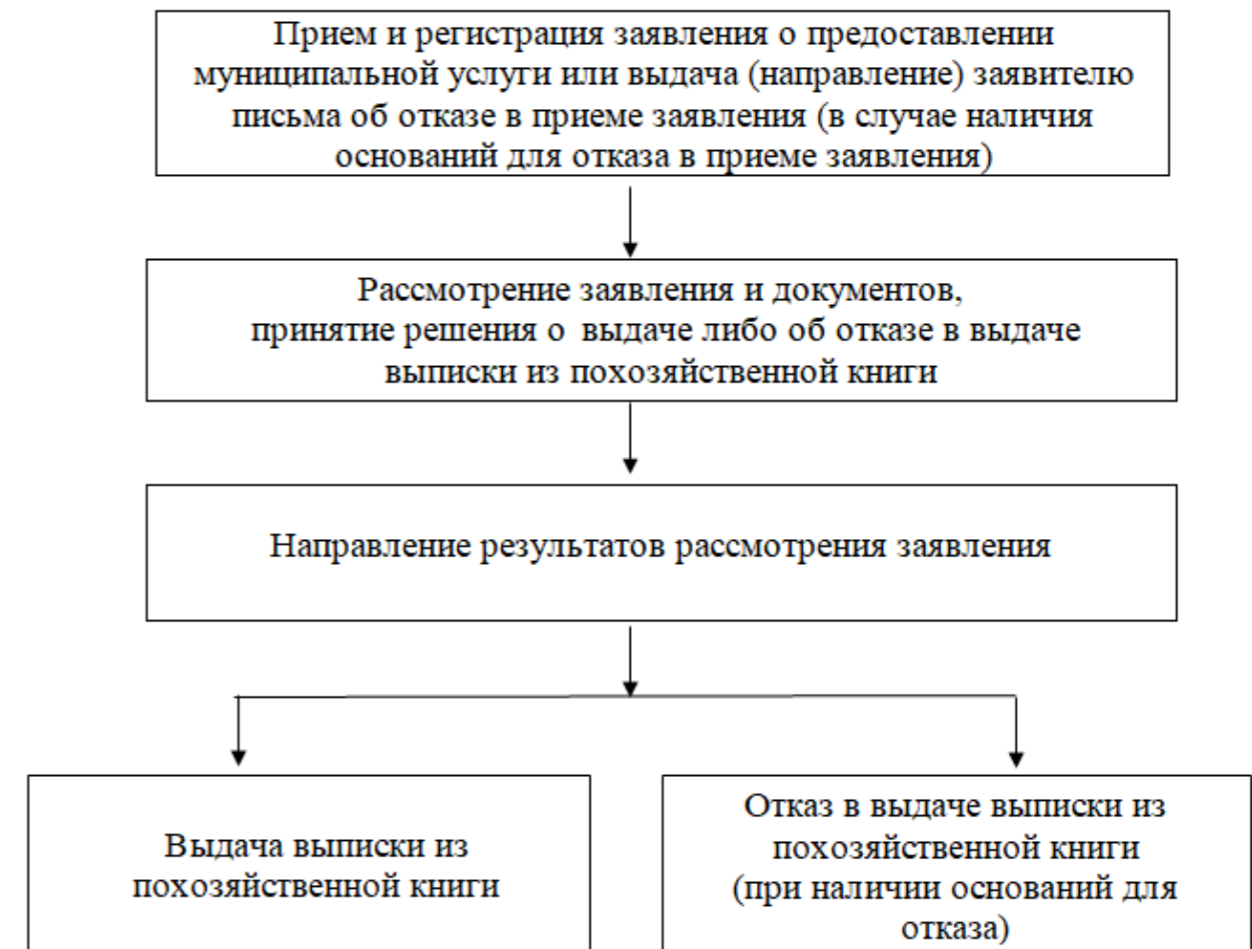 Прием и регистрация заявления о предоставлении
муниципальной услуги или выдача (направление) заявителю
письма об отказе в приеме заявления (в случае наличия
оснований для отказа в приеме заявления)
Рассмотрение заявления и документов,
принятие решения о выдаче либо об отказе в выдаче
выписки из похозяйственной книги
Направление результатов рассмотрения заявления
Выдача выписки из
похозяйственной книги
Отказ в выдаче выписки из
похозяйственной книги
(при наличии оснований для
отказа)